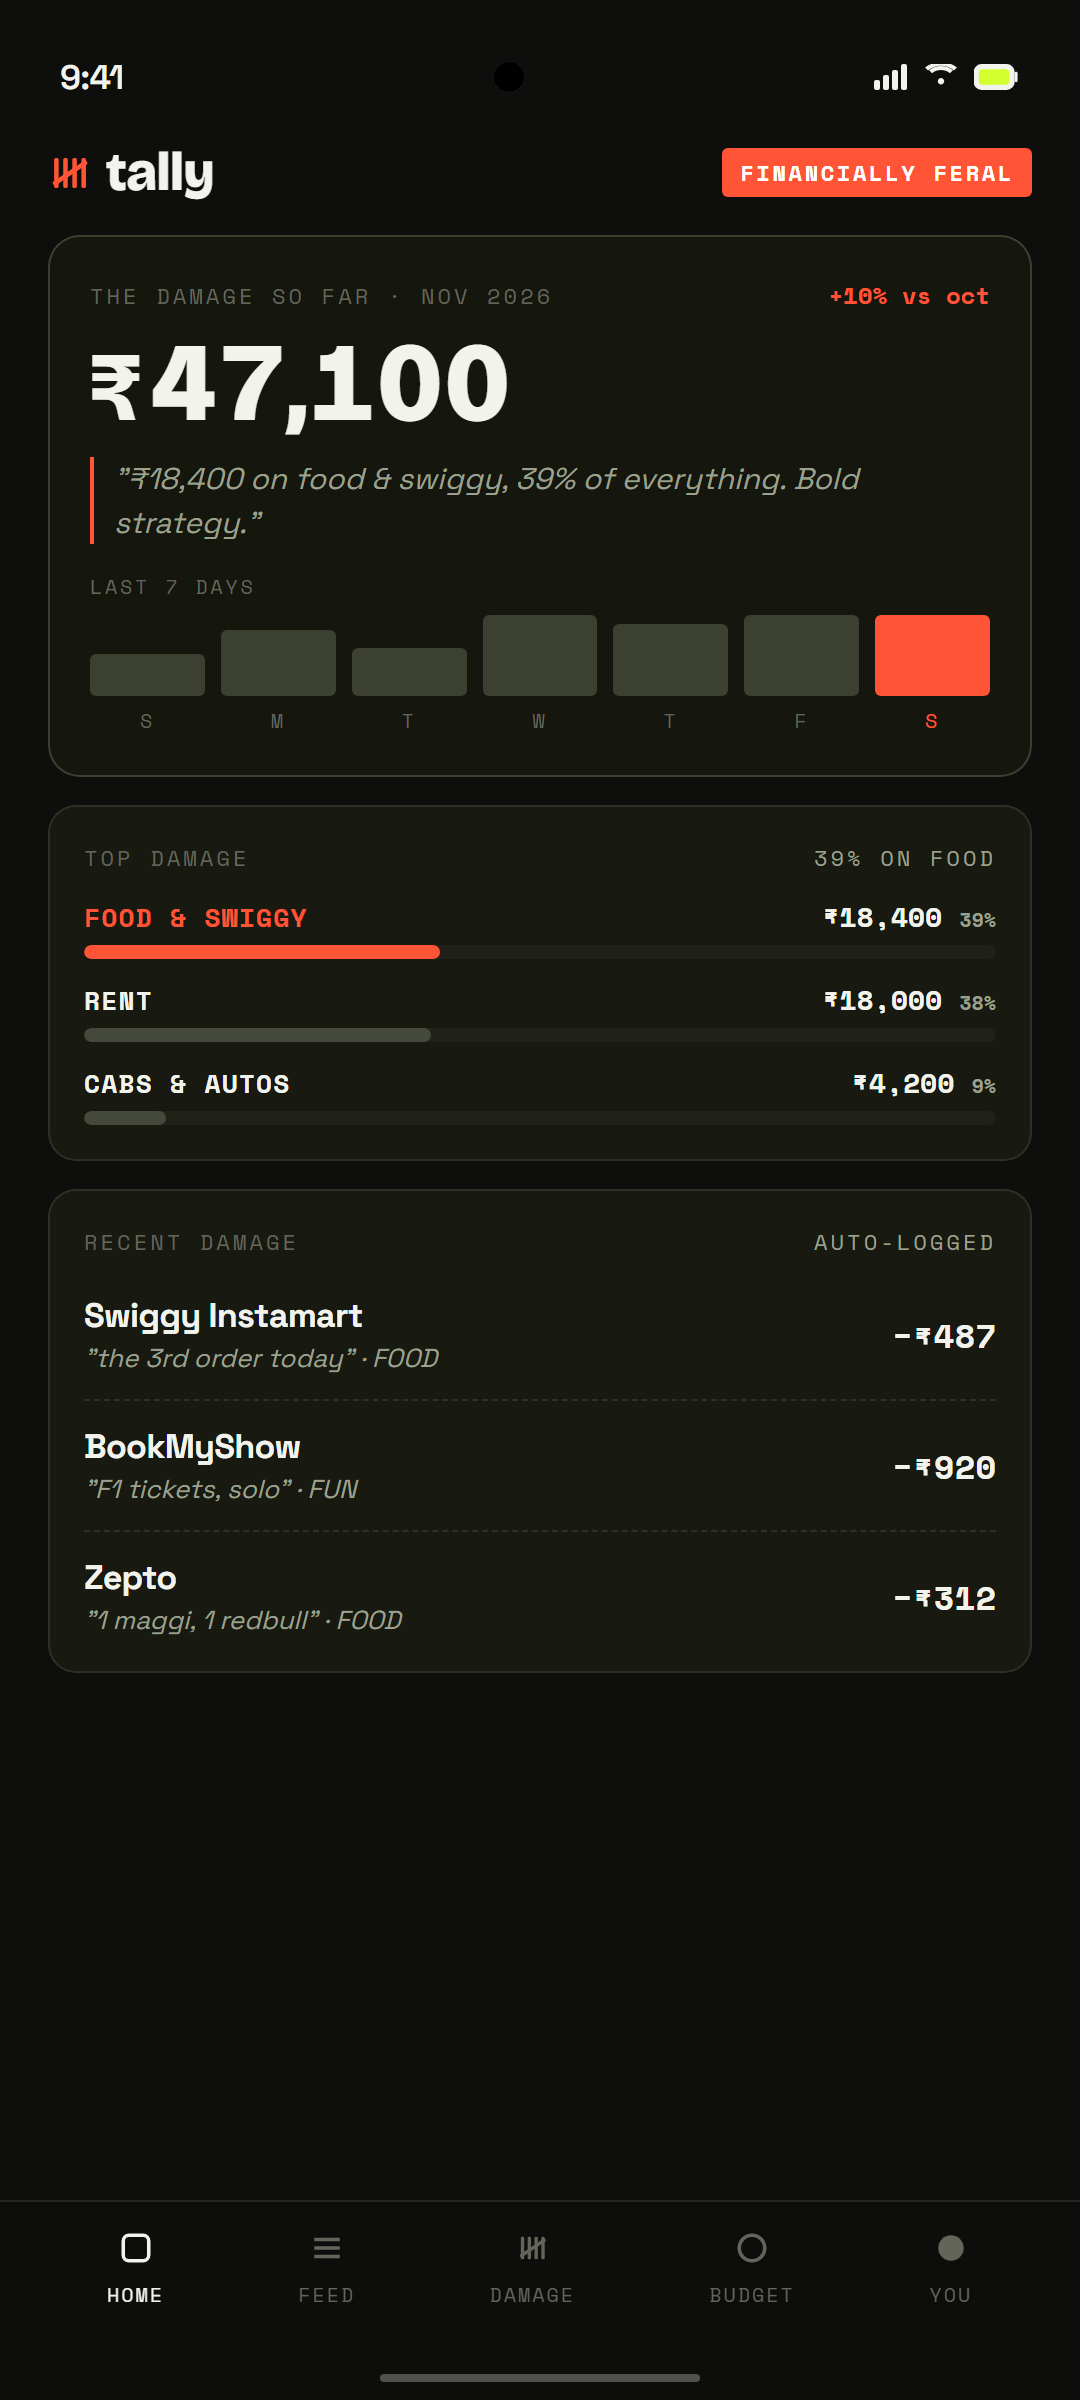 9:41
tally
FINANCIALLY FERAL
THE DAMAGE SO FAR · NOV 2026
+10% vs oct
₹47,100
”₹18,400 on food & swiggy, 39% of everything. Bold
strategy.”
LAST 7 DAYS
S M T W T F S
TOP DAMAGE
39% ON FOOD
FOOD & SWIGGY
₹18,400 39%
RENT
₹18,000 38%
CABS & AUTOS
₹4,200 9%
RECENT DAMAGE
AUTO-LOGGED
Swiggy Instamart
”the 3rd order today” · FOOD
−₹487
BookMyShow
”F1 tickets, solo” · FUN
−₹920
Zepto
”1 maggi, 1 redbull” · FOOD
−₹312
HOME
FEED
DAMAGE
BUDGET
YOU